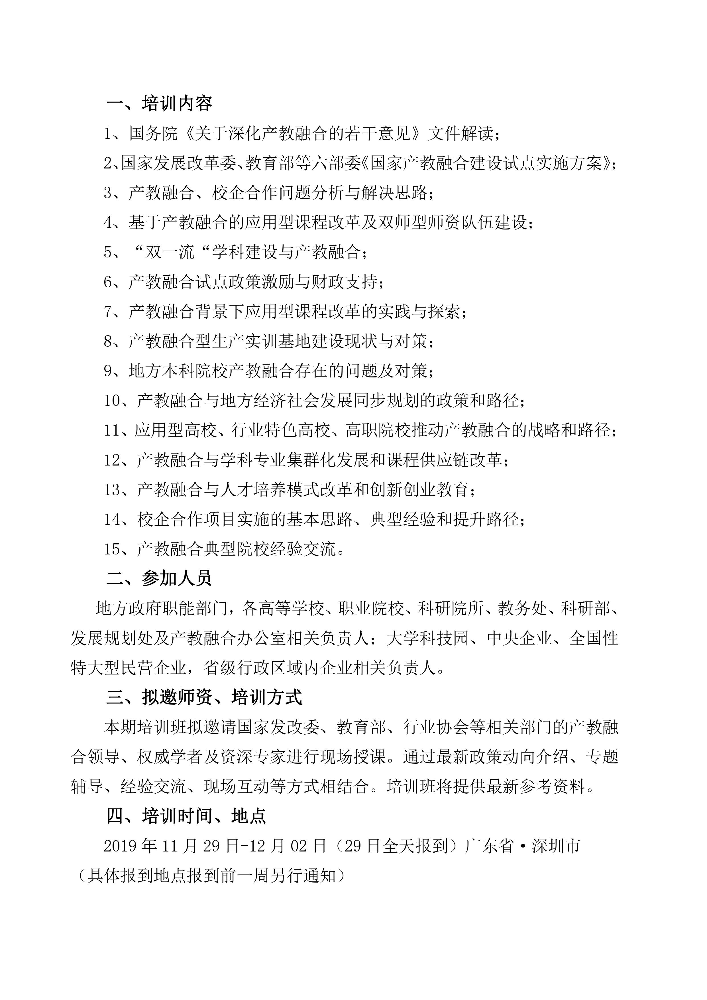 一、培训内容
1、国务院《关于深化产教融合的若干意见》文件解读；
2、国家发展改革委、教育部等六部委《国家产教融合建设试点实施方案》；
3、产教融合、校企合作问题分析与解决思路；
4、基于产教融合的应用型课程改革及双师型师资队伍建设；
5、“双一流“学科建设与产教融合；
6、产教融合试点政策激励与财政支持；
7、产教融合背景下应用型课程改革的实践与探索；
8、产教融合型生产实训基地建设现状与对策；
9、地方本科院校产教融合存在的问题及对策；
10、产教融合与地方经济社会发展同步规划的政策和路径；
11、应用型高校、行业特色高校、高职院校推动产教融合的战略和路径；
12、产教融合与学科专业集群化发展和课程供应链改革；
13、产教融合与人才培养模式改革和创新创业教育；
14、校企合作项目实施的基本思路、典型经验和提升路径；
15、产教融合典型院校经验交流。
二、参加人员
地方政府职能部门，各高等学校、职业院校、科研院所、教务处、科研部、
发展规划处及产教融合办公室相关负责人；大学科技园、中央企业、全国性
特大型民营企业，省级行政区域内企业相关负责人。
三、拟邀师资、培训方式
本期培训班拟邀请国家发改委、教育部、行业协会等相关部门的产教融
合领导、权威学者及资深专家进行现场授课。通过最新政策动向介绍、专题
辅导、经验交流、现场互动等方式相结合。培训班将提供最新参考资料。
四、培训时间、地点
2019 年 11 月 29 日-12 月 02 日（29 日全天报到）广东省·深圳市
（具体报到地点报到前一周另行通知）